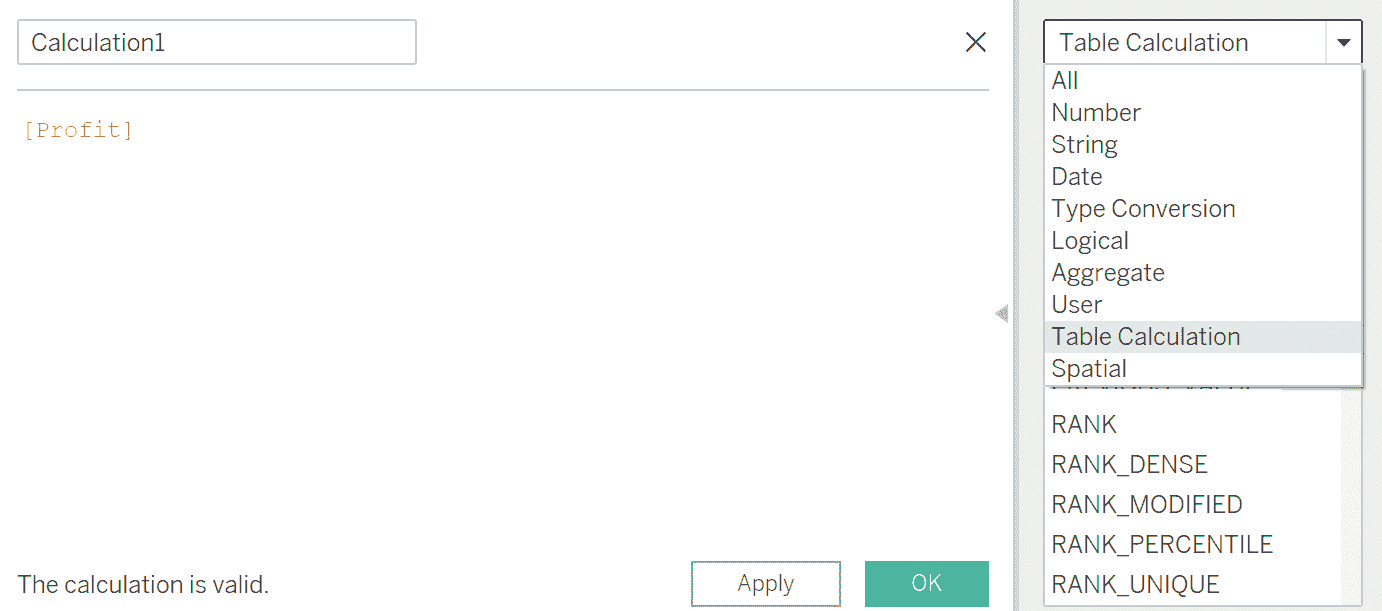 Calculation1
[Profit]
The calculation is valid.
Apply
OK
Table Calculation
All
Number
String
Date
Type Conversion
Logical
Aggregate
User
Table Calculation
Spatial
RANK
RANK_DENSE
RANK_MODIFIED
RANK_PERCENTILE
RANK_UNIQUE